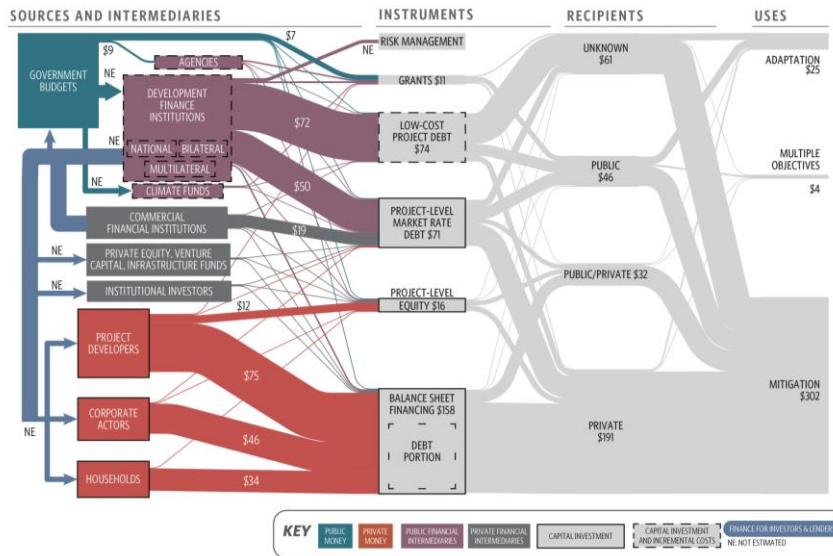 SOURCES AND INTERMEDIARIES
INSTRUMENTS
RECIPIENTS
USES
GOVERNMENT
BUDGETS
$9
$7
NE
AGENCIES
DEVELOPMENT
FINANCE
INSTITUTIONS
NATIONAL
BILATERAL
MULTILATERAL
NE
NE
CLIMATE FUNDS
$72
$50
COMMERCIAL
FINANCIAL INSTITUTIONS
$19
NE
PRIVATE EQUITY, VENTURE
CAPITAL, INFRASTRUCTURE FUNDS
NE
INSTITUTIONAL INVESTORS
$12
PROJECT
DEVELOPERS
$75
CORPORATE
ACTORS
NE
$46
HOUSEHOLDS
$34
NE
RISK MANAGEMENT
GRANTS $11
LOW-COST
PROJECT DEBT
$74
PROJECT-LEVEL
MARKET RATE
DEBT $71
PROJECT-LEVEL
EQUITY $16
BALANCE SHEET
FINANCING $158
DEBT
PORTION
UNKNOWN
$61
PUBLIC
$46
PUBLIC/PRIVATE $32
PRIVATE
$191
ADAPTATION
$25
MULTIPLE
OBJECTIVES
$4
MITIGATION
$302
KEY
PUBLIC
MONEY
PRIVATE
MONEY
PUBLIC FINANCIAL
INTERMEDIARIES
PRIVATE FINANCIAL
INTERMEDIARIES
CAPITAL INVESTMENT
CAPITAL INVESTMENT
AND INCREMENTAL COSTS
FINANCE FOR INVESTORS & LENDERS
NE: NOT ESTIMATED